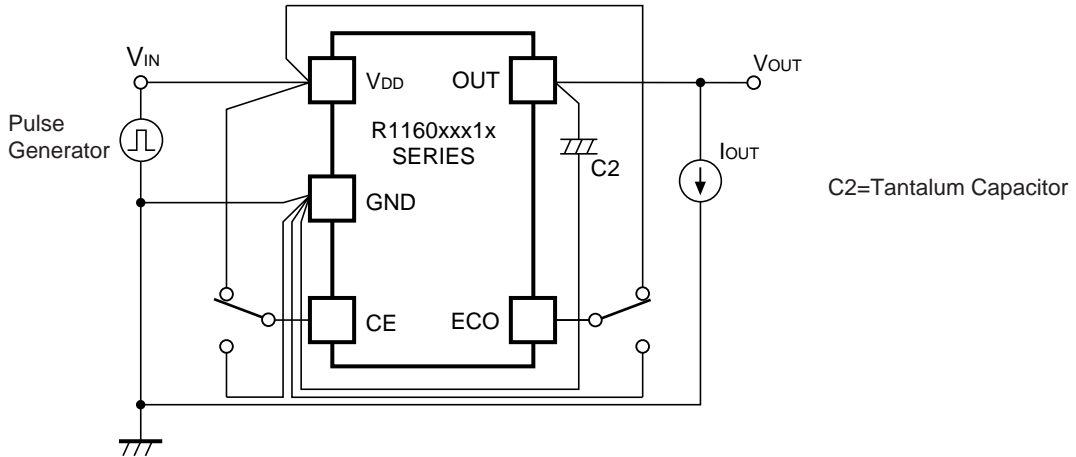 VIN
VOUT
VDD
OUT
Pulse
Generator
R1160xxx1x
SERIES
C2
IOUT
C2=Tantalum Capacitor
GND
CE
ECO